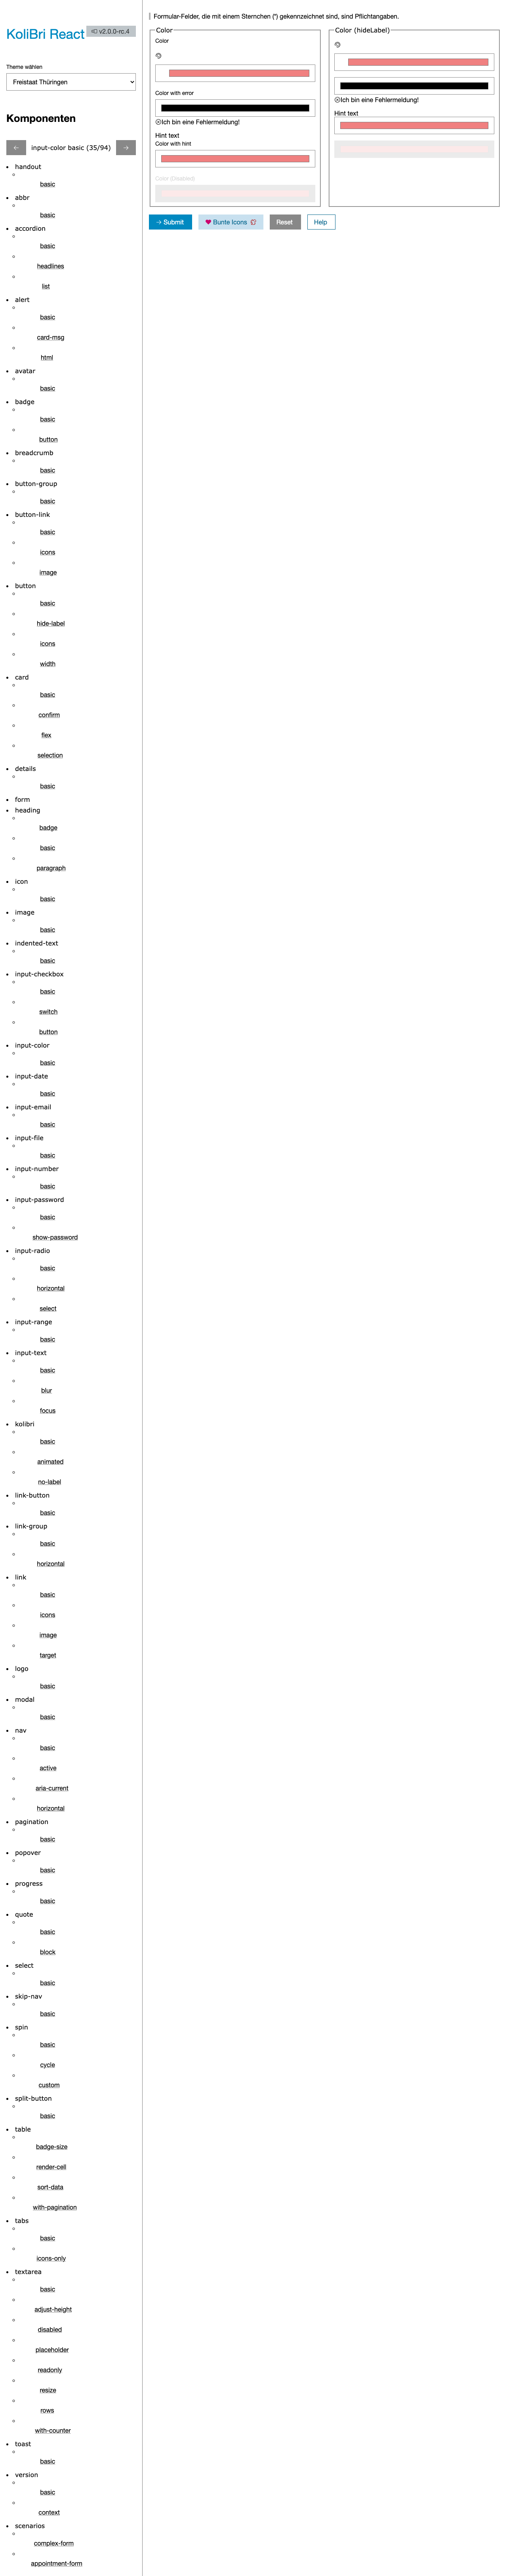 KoliBri React
v2.0.0-rc.4
Theme wählen
Freistaat Thüringen
Komponenten
← input-color basic (35/94) →
handout
basic
abbr
basic
accordion
basic
headlines
list
alert
basic
card-msg
html
avatar
basic
badge
basic
button
breadcrumb
basic
button-group
basic
button-link
basic
icons
image
button
basic
hide-label
icons
width
card
basic
confirm
flex
selection
details
basic
form
heading
badge
basic
paragraph
icon
basic
image
basic
indented-text
basic
input-checkbox
basic
switch
button
input-color
basic
input-date
basic
input-email
basic
input-file
basic
input-number
basic
input-password
basic
show-password
input-radio
basic
horizontal
select
input-range
basic
input-text
basic
blur
focus
kolibri
basic
animated
no-label
link-button
basic
link-group
basic
horizontal
link
basic
icons
image
target
logo
basic
modal
basic
nav
basic
active
aria-current
horizontal
pagination
basic
popover
basic
progress
basic
quote
basic
block
select
basic
skip-nav
basic
spin
basic
cycle
custom
split-button
basic
table
badge-size
render-cell
sort-data
with-pagination
tabs
basic
icons-only
textarea
basic
adjust-height
disabled
placeholder
readonly
resize
rows
with-counter
toast
basic
version
basic
context
scenarios
complex-form
appointment-form
Formular-Felder, die mit einem Sternchen (*) gekennzeichnet sind, sind Pflichtangaben.
Color
Color
Color with error
Ich bin eine Fehlermeldung!
Hint text
Color with hint
Color (Disabled)
Color (hideLabel)
Ich bin eine Fehlermeldung!
Hint text
→ Submit
Bunte Icons
Reset
Help